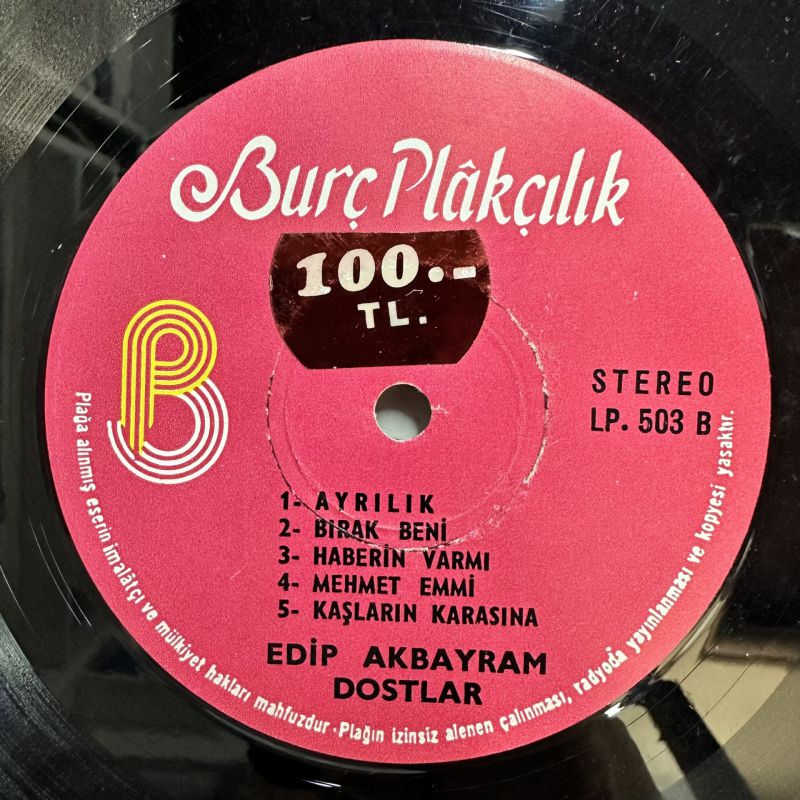 Burç Plâkçılık
100.-
TL.
STEREO
LP. 503 B
1- AYRILIK
2- BIRAK BENİ
3- HABERİN VARMI
4- MEHMET EMMİ
5- KAŞLARIN KARASINA
EDİP AKBAYRAM
DOSTLAR
Plağa alınmış eserin imalâtçı ve mülkiyet hakları mahfuzdur · Plağın izinsiz alenen çalınması, radyoda yayınlanması ve kopyesi yasaktır.